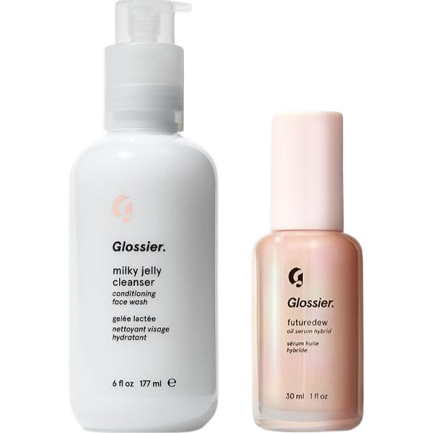 Glossier.
milky jelly
cleanser
conditioning
face wash
gelée lactée
nettoyant visage
hydratant
6 fl oz 177 ml ℮
Glossier.
futuredew
oil serum hybrid
sérum huile
hybride
30 ml 1 fl oz